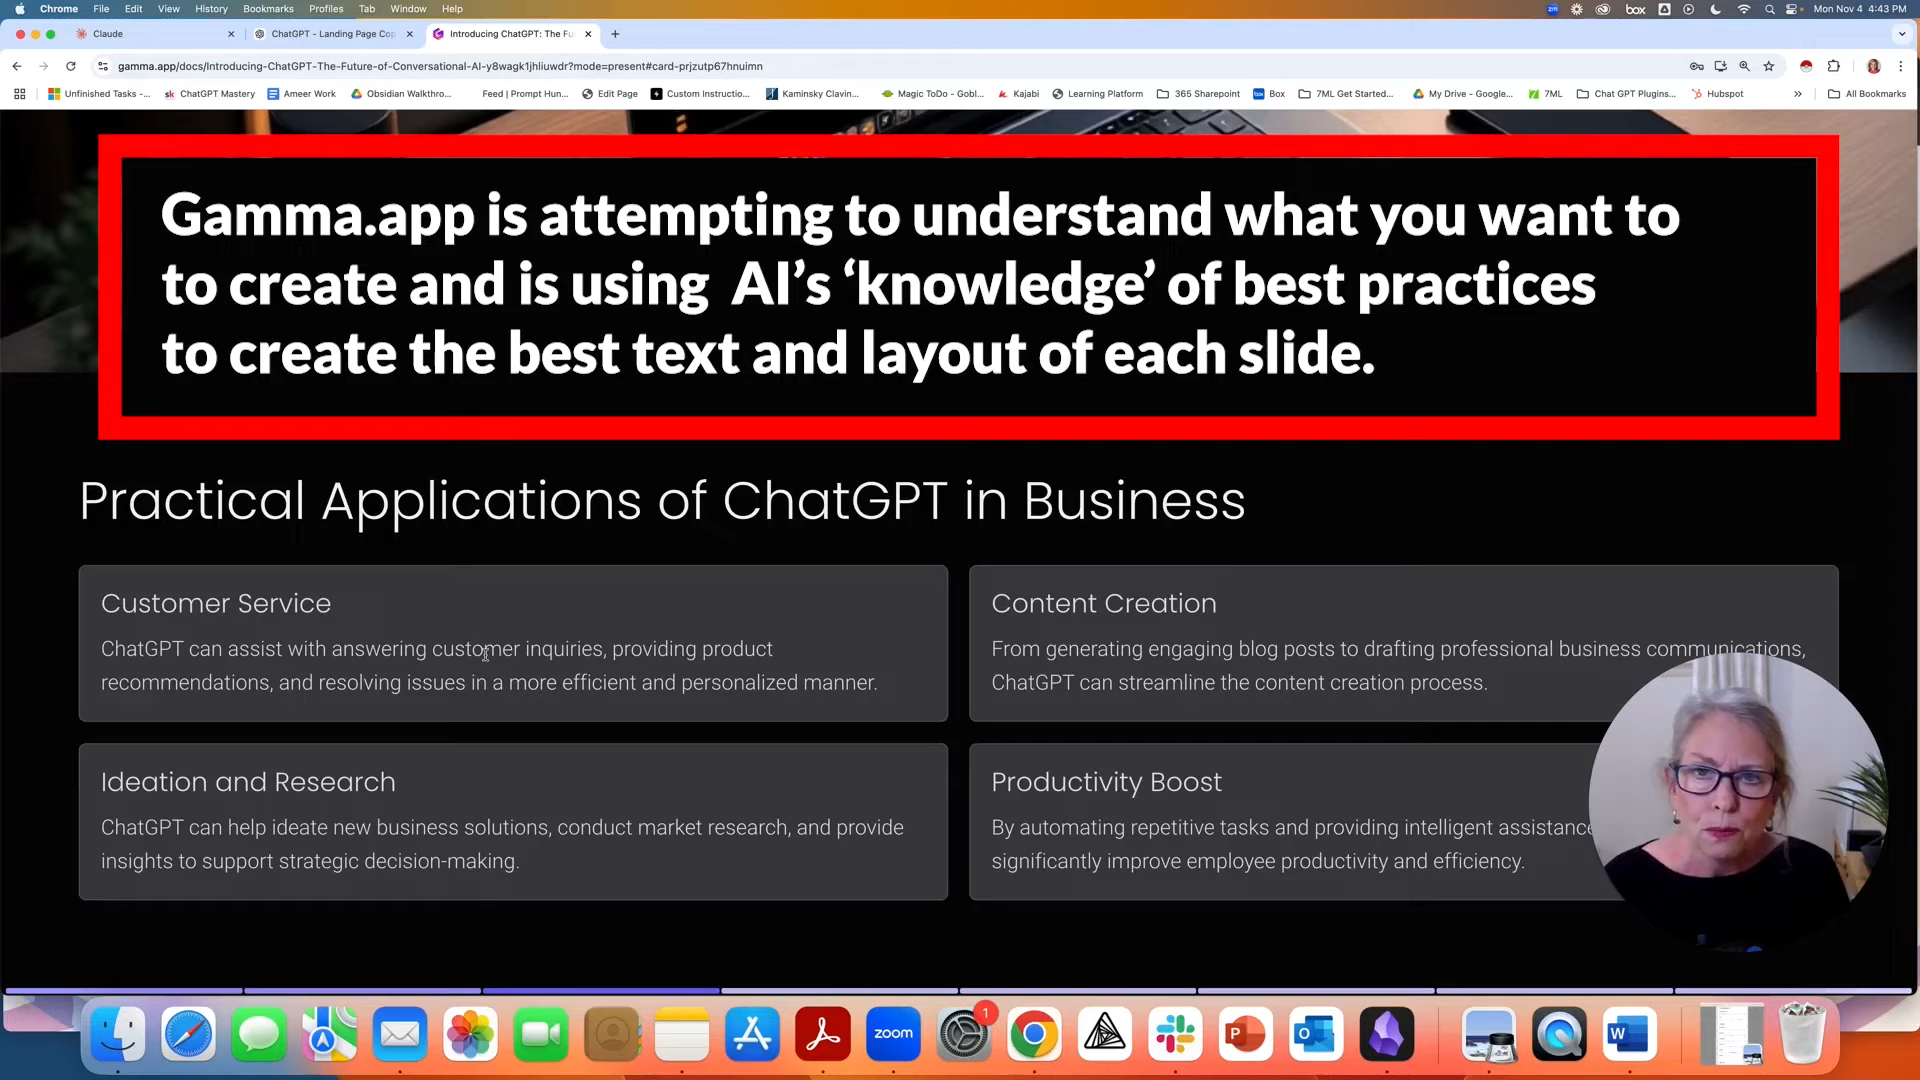 Chrome File Edit View History Bookmarks Profiles Tab Window Help
zm box A Mon Nov 4 4:43 PM
Claude
ChatGPT - Landing Page Cop
Introducing ChatGPT: The Fu
gamma.app/docs/Introducing-ChatGPT-The-Future-of-Conversational-AI-y8wagk1jhliuwdr?mode=present#card-prjzutp67hnuimn
Unfinished Tasks -... sk ChatGPT Mastery Ameer Work Obsidian Walkthro... Feed | Prompt Hun... Edit Page Custom Instructio... Kaminsky Clavin... Magic ToDo - Gobl... Kajabi Learning Platform 365 Sharepoint box Box 7ML Get Started... My Drive - Google... 7ML Chat GPT Plugins... Hubspot » All Bookmarks
Gamma.app is attempting to understand what you want to
to create and is using AI’s ‘knowledge’ of best practices
to create the best text and layout of each slide.
Practical Applications of ChatGPT in Business
Customer Service
ChatGPT can assist with answering customer inquiries, providing product
recommendations, and resolving issues in a more efficient and personalized manner.
Content Creation
From generating engaging blog posts to drafting professional business communications,
ChatGPT can streamline the content creation process.
Ideation and Research
ChatGPT can help ideate new business solutions, conduct market research, and provide
insights to support strategic decision-making.
Productivity Boost
By automating repetitive tasks and providing intelligent assistance
significantly improve employee productivity and efficiency.
zoom 1 P O W